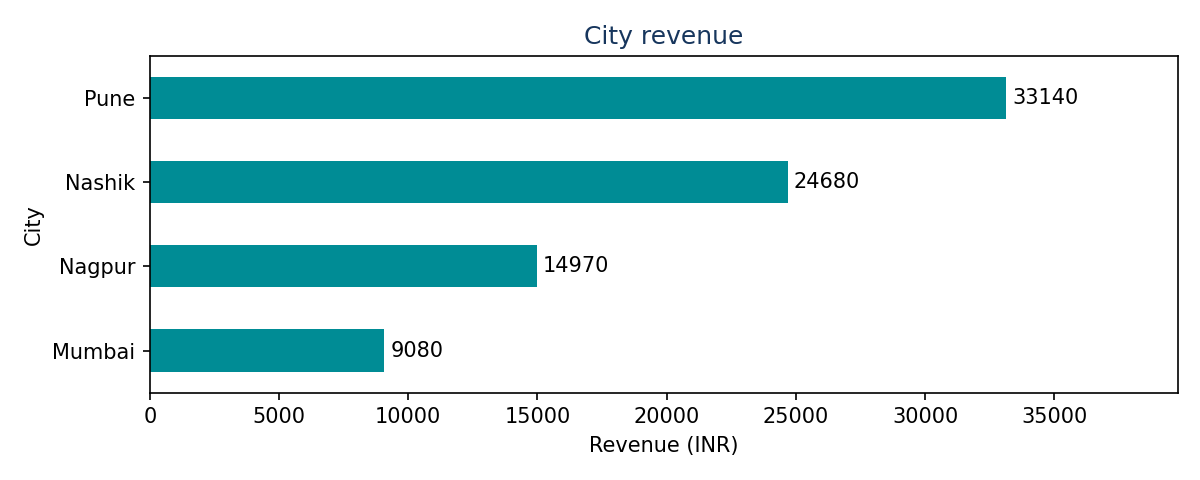 City revenue
Pune
33140
Nashik
24680
City
Nagpur
14970
Mumbai
9080
0 5000 10000 15000 20000 25000 30000 35000
Revenue (INR)